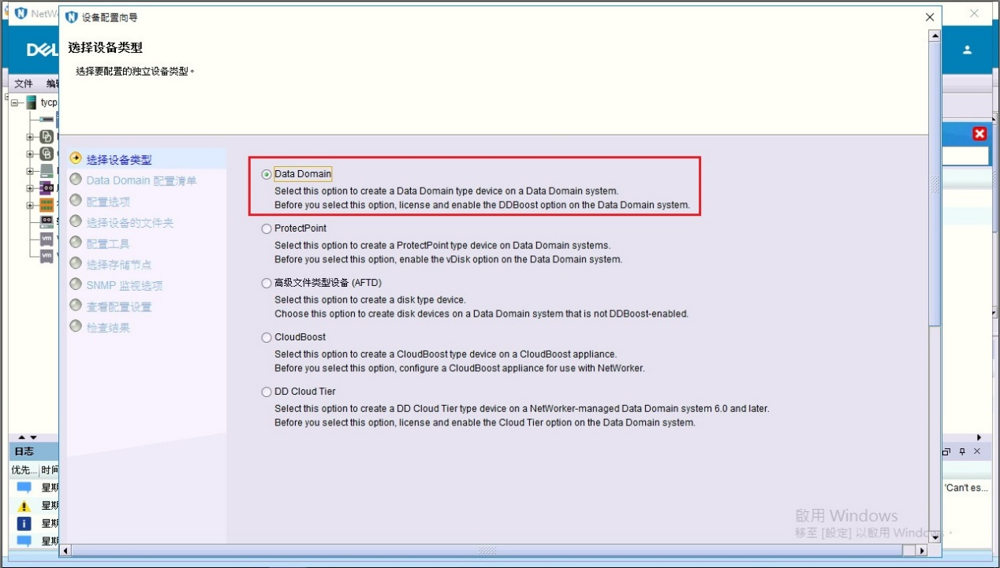 NetW
设备配置向导
DELL
选择设备类型
选择要配置的独立设备类型。
文件 编辑
tycp
选择设备类型
Data Domain 配置清单
配置选项
选择设备的文件夹
配置工具
选择存储节点
SNMP 监视选项
查看配置设置
检查结果
Data Domain
Select this option to create a Data Domain type device on a Data Domain system.
Before you select this option, license and enable the DDBoost option on the Data Domain system.
ProtectPoint
Select this option to create a ProtectPoint type device on Data Domain systems.
Before you select this option, enable the vDisk option on the Data Domain system.
高级文件类型设备 (AFTD)
Select this option to create a disk type device.
Choose this option to create disk devices on a Data Domain system that is not DDBoost-enabled.
CloudBoost
Select this option to create a CloudBoost type device on a CloudBoost appliance.
Before you select this option, configure a CloudBoost appliance for use with NetWorker.
DD Cloud Tier
Select this option to create a DD Cloud Tier type device on a NetWorker-managed Data Domain system 6.0 and later.
Before you select this option, license and enable the Cloud Tier option on the Data Domain system.
日志
优先... 时间
星期
星期
星期
星期
'Can't es...
啟用 Windows
移至 [設定] 以啟用 Windows。